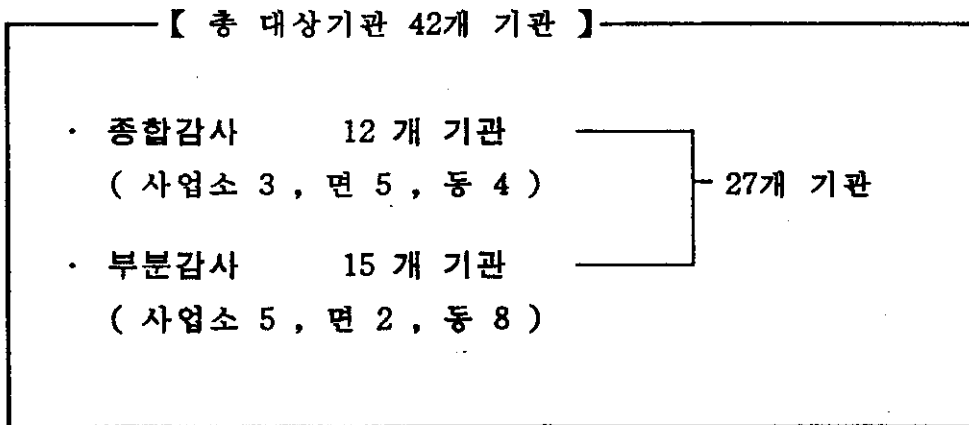 【 총 대상기관 42개 기관 】
· 종합감사 12 개 기관
( 사업소 3 , 면 5 , 동 4 )
27개 기관
· 부분감사 15 개 기관
( 사업소 5 , 면 2 , 동 8 )